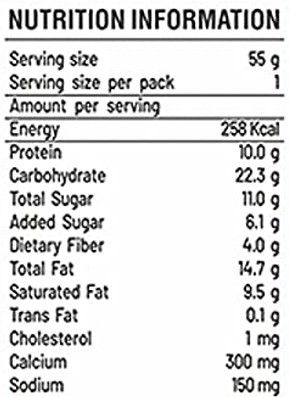 NUTRITION INFORMATION
Serving size 55 g
Serving size per pack 1
Amount per serving
Energy 258 Kcal
Protein 10.0 g
Carbohydrate 22.3 g
Total Sugar 11.0 g
Added Sugar 6.1 g
Dietary Fiber 4.0 g
Total Fat 14.7 g
Saturated Fat 9.5 g
Trans Fat 0.1 g
Cholesterol 1 mg
Calcium 300 mg
Sodium 150 mg